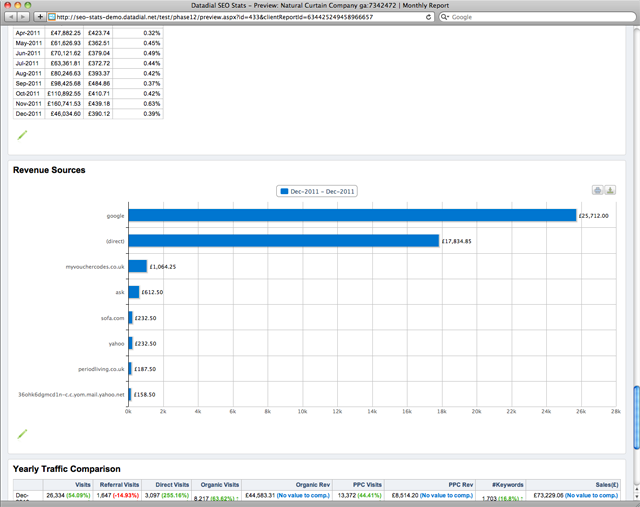 Datadial SEO Stats - Preview: Natural Curtain Company ga:7342472 | Monthly Report
http://seo-stats-demo.datadial.net/test/phase12/preview.aspx?id=433&clientReportId=634425249458966657
Google
Apr-2011 £47,882.25 £423.74 0.32%
May-2011 £61,626.93 £362.51 0.45%
Jun-2011 £70,121.62 £379.04 0.49%
Jul-2011 £63,361.81 £372.72 0.44%
Aug-2011 £80,246.63 £393.37 0.42%
Sep-2011 £98,425.68 £484.86 0.37%
Oct-2011 £110,892.55 £410.71 0.42%
Nov-2011 £160,741.53 £439.18 0.63%
Dec-2011 £46,034.60 £390.12 0.39%
Revenue Sources
Dec-2011 - Dec-2011
google £25,712.00
(direct) £17,834.85
myvouchercodes.co.uk £1,064.25
ask £612.50
sofa.com £232.50
yahoo £232.50
periodliving.co.uk £187.50
36ohk6dgmcd1n-c.c.yom.mail.yahoo.net £158.50
0k 2k 4k 6k 8k 10k 12k 14k 16k 18k 20k 22k 24k 26k 28k
Yearly Traffic Comparison
Visits Referral Visits Direct Visits Organic Visits Organic Rev PPC Visits PPC Rev #Keywords Sales(£)
Dec- 26,334 (54.09%) 1,647 (-14.93%) 3,097 (255.16%) 8,217 (63.62%) ↑ £44,583.31 (No value to comp.) 13,372 (44.41%) £8,514.20 (No value to comp.) 1,703 (16.8%) ↑ £73,229.06 (No value to comp.)